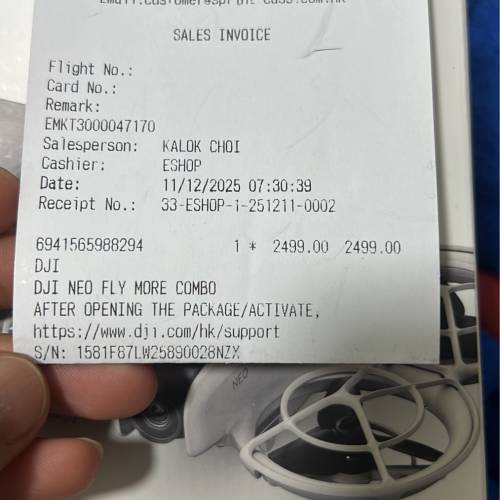 SALES INVOICE
Flight No.:
Card No.:
Remark:
EMKT3000047170
Salesperson: KALOK CHOI
Cashier: ESHOP
Date: 11/12/2025 07:30:39
Receipt No.: 33-ESHOP-1-251211-0002
6941565988294 1 * 2499.00 2499.00
DJI
DJI NEO FLY MORE COMBO
AFTER OPENING THE PACKAGE/ACTIVATE,
https://www.dji.com/hk/support
S/N: 1581F87LW25890028NZX
NEO